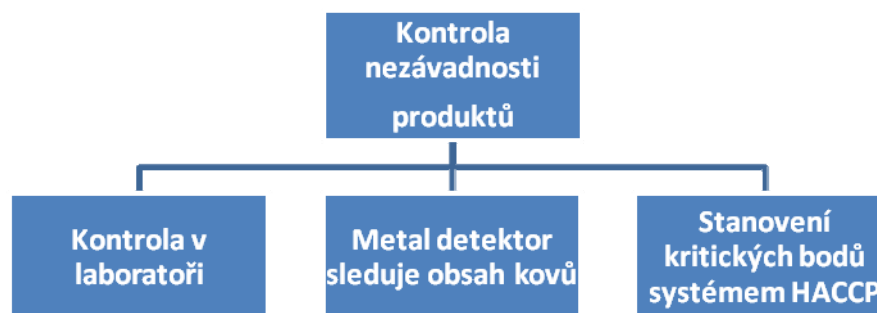 Kontrola
nezávadnosti
produktů
Kontrola v
laboratoři
Metal detektor
sleduje obsah kovů
Stanovení
kritických bodů
systémem HACCP